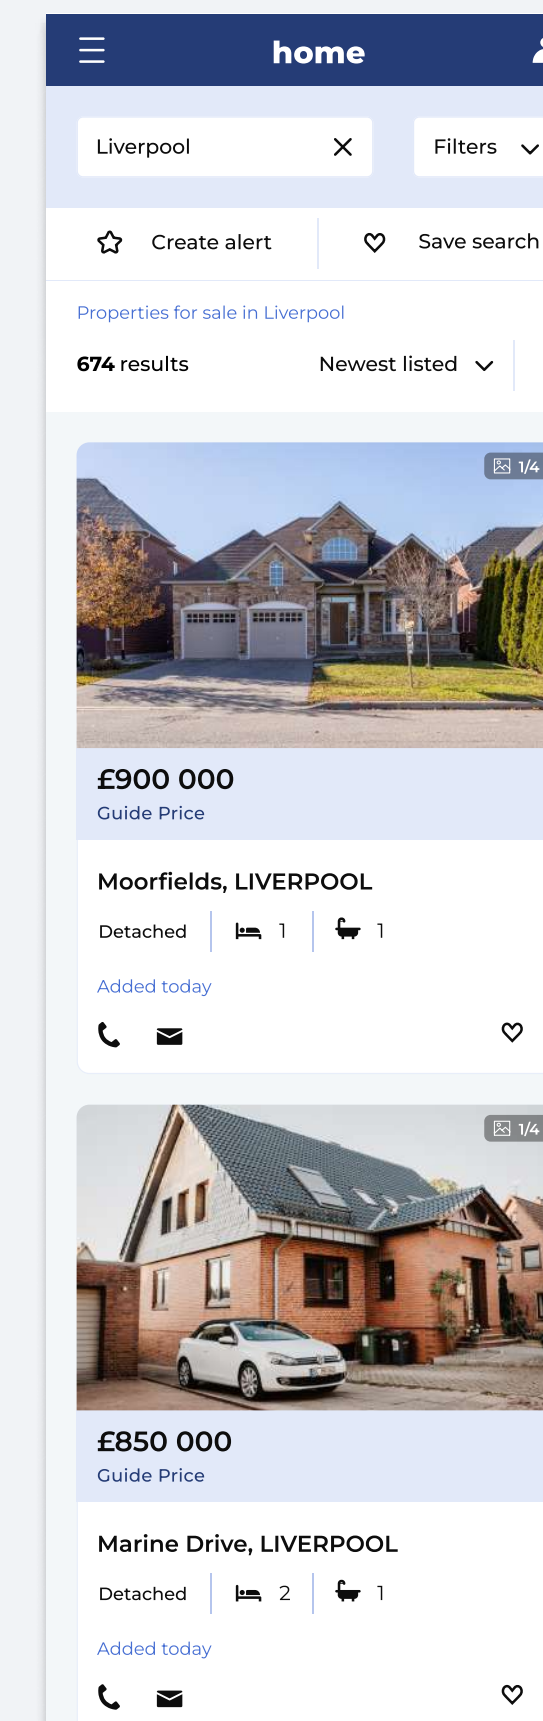 home
Liverpool
Filters
Create alert
Save search
Properties for sale in Liverpool
674 results
Newest listed
1/4
£900 000
Guide Price
Moorfields, LIVERPOOL
Detached 1 1
Added today
1/4
£850 000
Guide Price
Marine Drive, LIVERPOOL
Detached 2 1
Added today